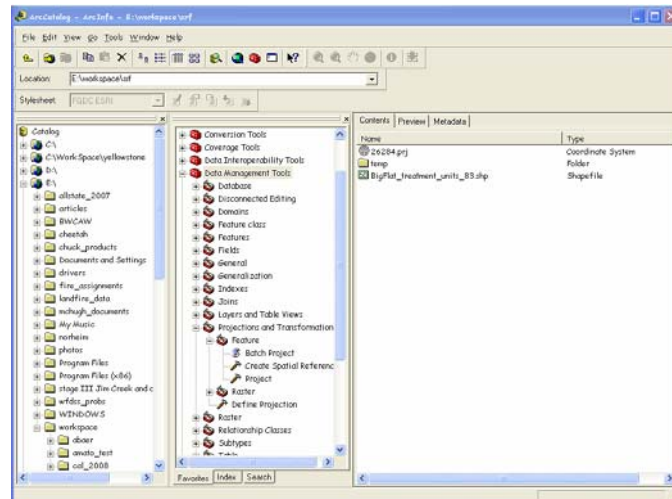 ArcCatalog - ArcInfo - E:\workspace\srf
File Edit View Go Tools Window Help
Location: E:\workspace\srf
Stylesheet: FGDC ESRI
Catalog
C:\
C:\WorkSpace\yellowstone
D:\
E:\
allstate_2007
articles
BWCAW
cheetah
chuck_products
Documents and Settings
drivers
fire_assignments
landfire_data
mchugh_documents
My Music
norheim
photos
Program Files
Program Files (x86)
stage III Jim Creek and c
wfdss_probs
WINDOWS
workspace
abaer
amato_test
cal_2008
Conversion Tools
Coverage Tools
Data Interoperability Tools
Data Management Tools
Database
Disconnected Editing
Domains
Feature class
Features
Fields
General
Generalization
Indexes
Joins
Layers and Table Views
Projections and Transformation
Feature
Batch Project
Create Spatial Referenc
Project
Raster
Define Projection
Raster
Relationship Classes
Subtypes
Table
Favorites Index Search
Contents Preview Metadata
Name Type
26284.prj Coordinate System
temp Folder
BigFlat_treatment_units_83.shp Shapefile